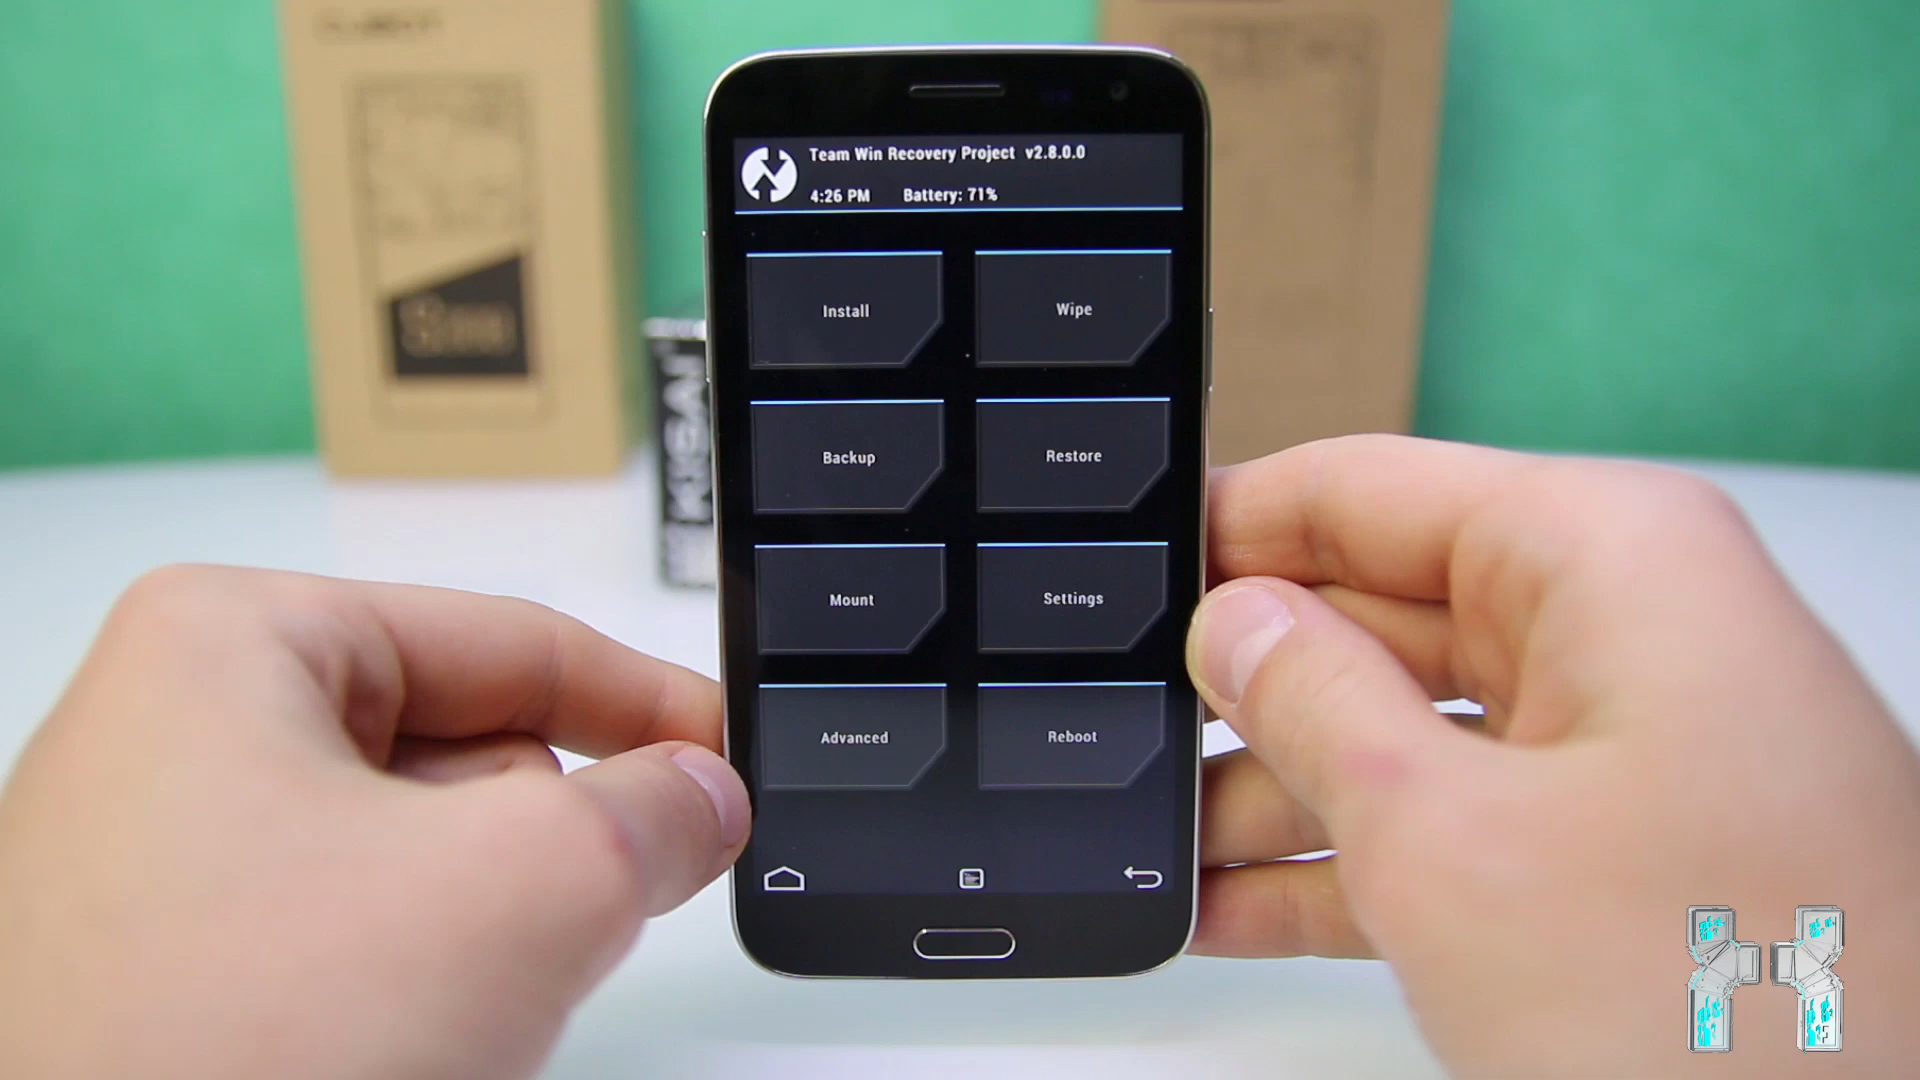 Team Win Recovery Project v2.8.0.0
4:26 PM Battery: 71%
Install
Wipe
Backup
Restore
Mount
Settings
Advanced
Reboot